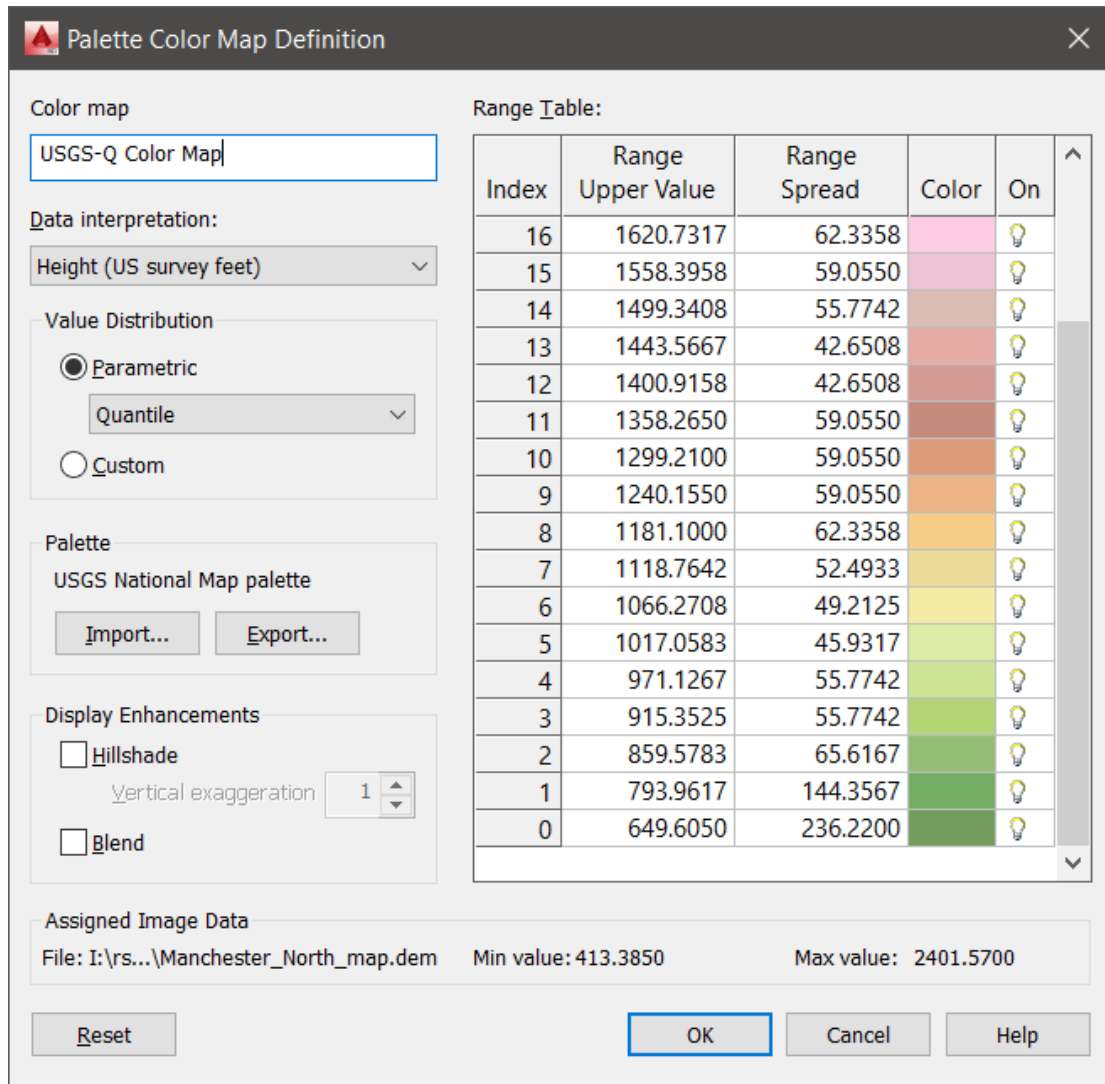 Palette Color Map Definition
Color map
USGS-Q Color Map
Data interpretation:
Height (US survey feet)
Value Distribution
Parametric
Quantile
Custom
Palette
USGS National Map palette
Import... Export...
Display Enhancements
Hillshade
Vertical exaggeration 1
Blend
Range Table:
Index Range Upper Value Range Spread Color On
16 1620.7317 62.3358
15 1558.3958 59.0550
14 1499.3408 55.7742
13 1443.5667 42.6508
12 1400.9158 42.6508
11 1358.2650 59.0550
10 1299.2100 59.0550
9 1240.1550 59.0550
8 1181.1000 62.3358
7 1118.7642 52.4933
6 1066.2708 49.2125
5 1017.0583 45.9317
4 971.1267 55.7742
3 915.3525 55.7742
2 859.5783 65.6167
1 793.9617 144.3567
0 649.6050 236.2200
Assigned Image Data
File: I:\rs...\Manchester_North_map.dem Min value: 413.3850 Max value: 2401.5700
Reset OK Cancel Help